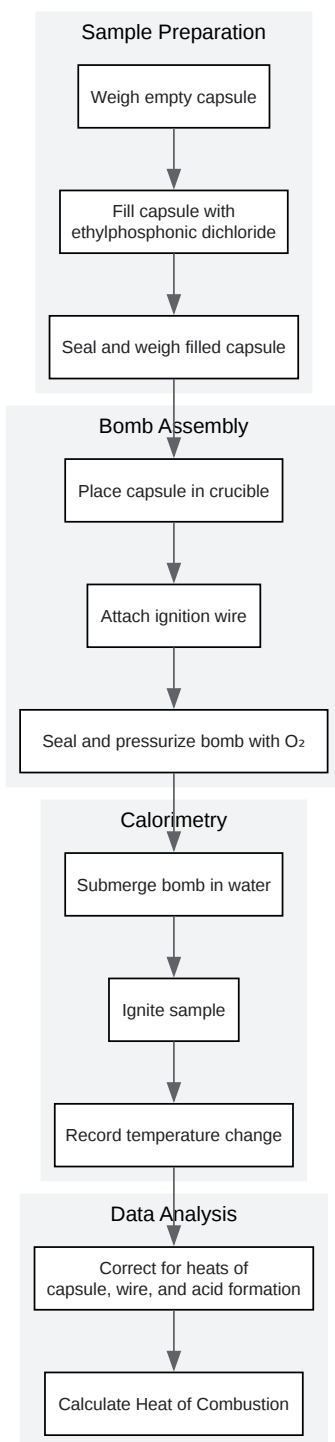 Sample Preparation
Weigh empty capsule
Fill capsule with
ethylphosphonic dichloride
Seal and weigh filled capsule
Bomb Assembly
Place capsule in crucible
Attach ignition wire
Seal and pressurize bomb with O₂
Calorimetry
Submerge bomb in water
Ignite sample
Record temperature change
Data Analysis
Correct for heats of
capsule, wire, and acid formation
Calculate Heat of Combustion